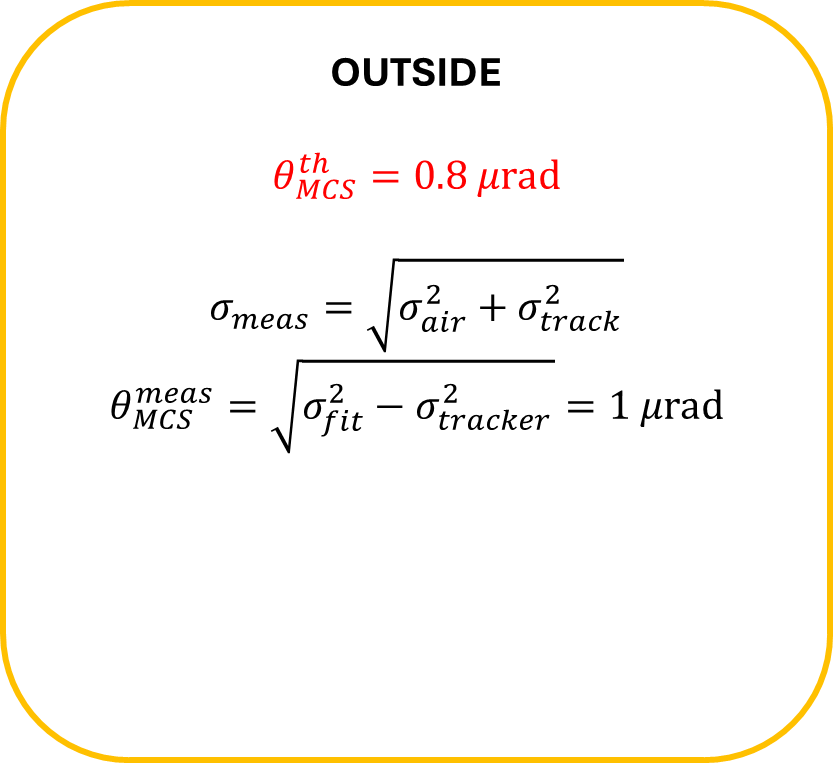 OUTSIDE
θ_{MCS}^{th} = 0.8 μrad
σ_{meas} = √(σ_{air}^{2} + σ_{track}^{2})
θ_{MCS}^{meas} = √(σ_{fit}^{2} − σ_{tracker}^{2}) = 1 μrad